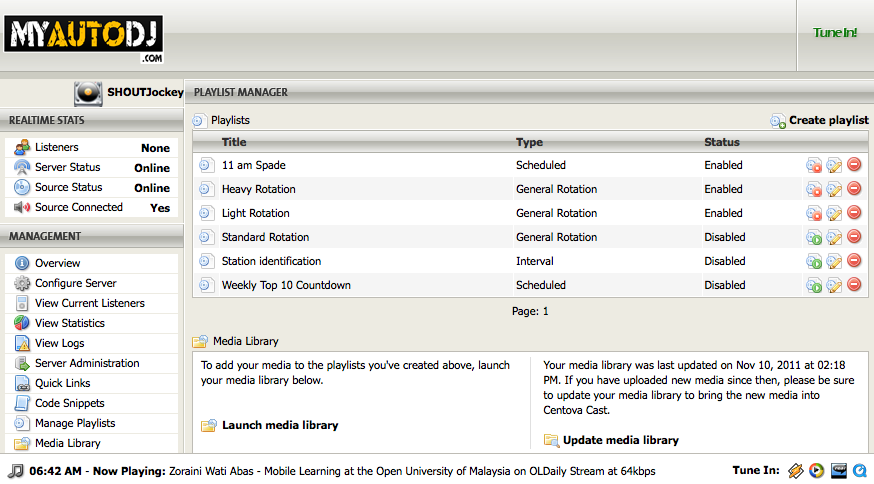 MYAUTODJ
.COM
Tune In!
SHOUTJockey
REALTIME STATS
Listeners None
Server Status Online
Source Status Online
Source Connected Yes
MANAGEMENT
Overview
Configure Server
View Current Listeners
View Statistics
View Logs
Server Administration
Quick Links
Code Snippets
Manage Playlists
Media Library
PLAYLIST MANAGER
Playlists Create playlist
Title Type Status
11 am Spade Scheduled Enabled
Heavy Rotation General Rotation Enabled
Light Rotation General Rotation Enabled
Standard Rotation General Rotation Disabled
Station identification Interval Disabled
Weekly Top 10 Countdown Scheduled Disabled
Page: 1
Media Library
To add your media to the playlists you've created above, launch
your media library below.
Launch media library
Your media library was last updated on Nov 10, 2011 at 02:18
PM. If you have uploaded new media since then, please be sure
to update your media library to bring the new media into
Centova Cast.
Update media library
06:42 AM - Now Playing: Zoraini Wati Abas - Mobile Learning at the Open University of Malaysia on OLDaily Stream at 64kbps Tune In: